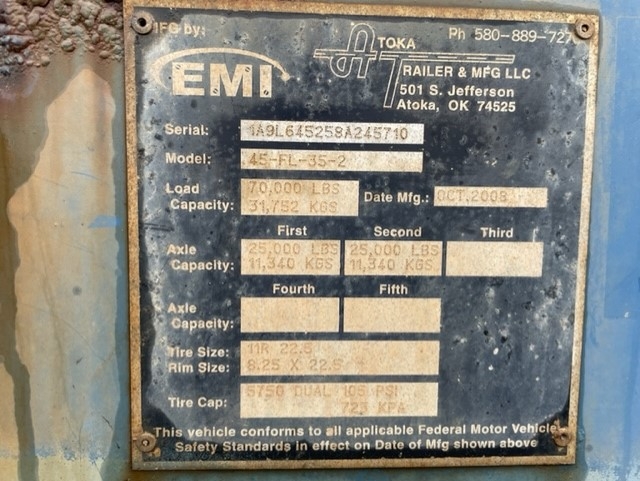 MFG by:
EMI
ATOKA
TRAILER & MFG LLC
Ph 580-889-727
501 S. Jefferson
Atoka, OK 74525
Serial: 1A9L645258A245710
Model: 45-FL-35-2
Load Capacity: 70,000 LBS
31,752 KGS
Date Mfg.: OCT.2008
First Second Third
Axle Capacity: 25,000 LBS 25,000 LBS
11,340 KGS 11,340 KGS
Fourth Fifth
Axle Capacity:
Tire Size: 11R 22.5
Rim Size: 8.25 X 22.5
Tire Cap: 5750 DUAL 105 PSI
723 KPA
This vehicle conforms to all applicable Federal Motor Vehicle
Safety Standards in effect on Date of Mfg shown above